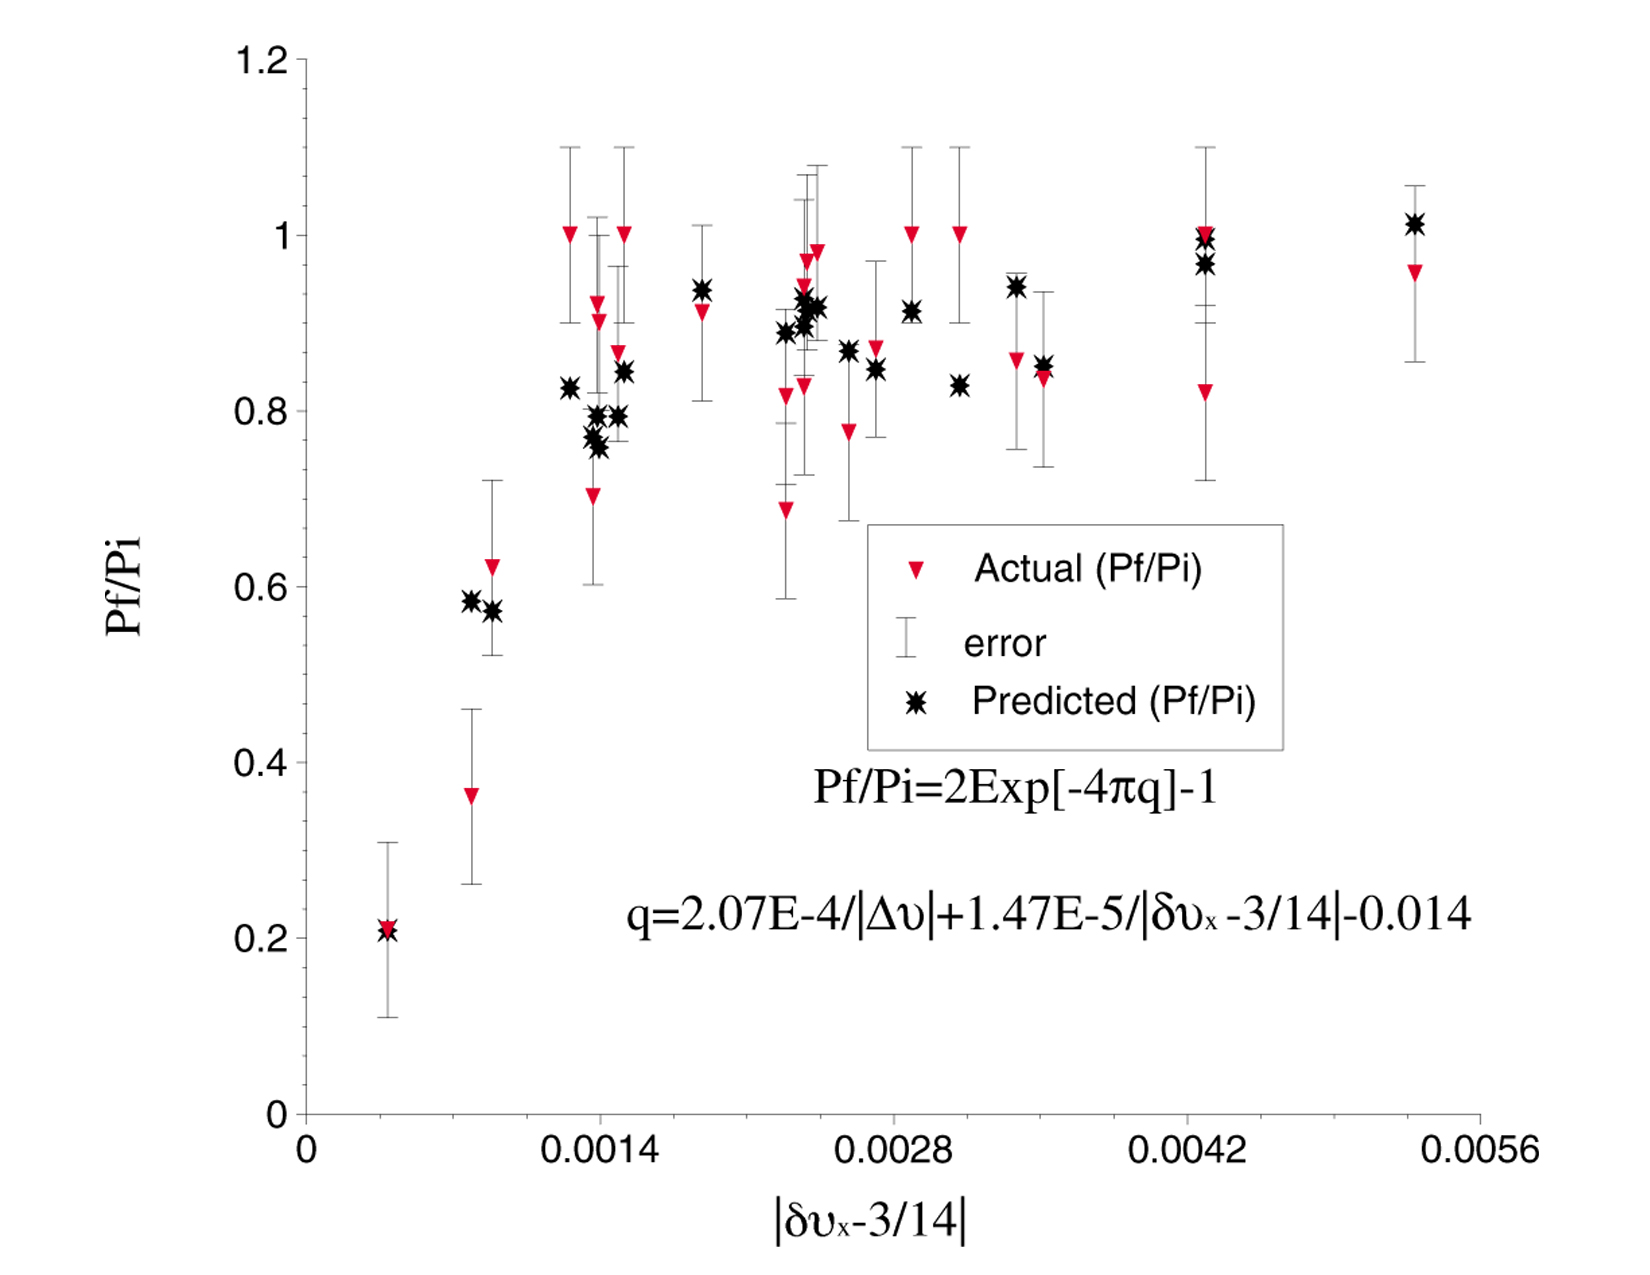 1.2
1
0.8
0.6
0.4
0.2
0
Pf/Pi
Actual (Pf/Pi)
error
Predicted (Pf/Pi)
Pf/Pi=2Exp[-4πq]-1
q=2.07E-4/|Δυ|+1.47E-5/|δυx-3/14|-0.014
0 0.0014 0.0028 0.0042 0.0056
|δυx-3/14|